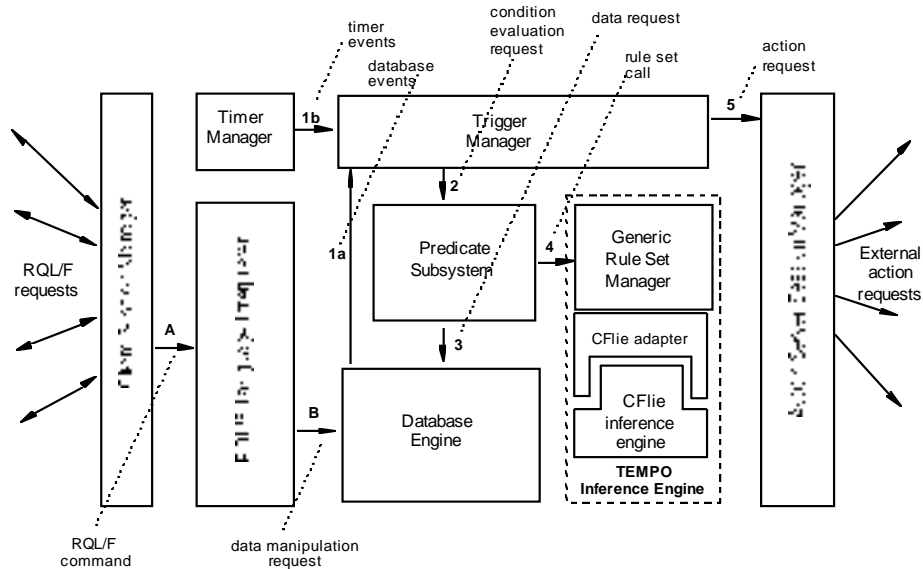 timer
events
database
events
condition
evaluation
request
data request
rule set
call
action
request
Timer
Manager
1b
Trigger
Manager
5
2
1a
Predicate
Subsystem
4
Generic
Rule Set
Manager
RQL/F
requests
External
action
requests
A
3
CFlie adapter
B
Database
Engine
CFlie
inference
engine
TEMPO
Inference Engine
RQL/F
command
data manipulation
request